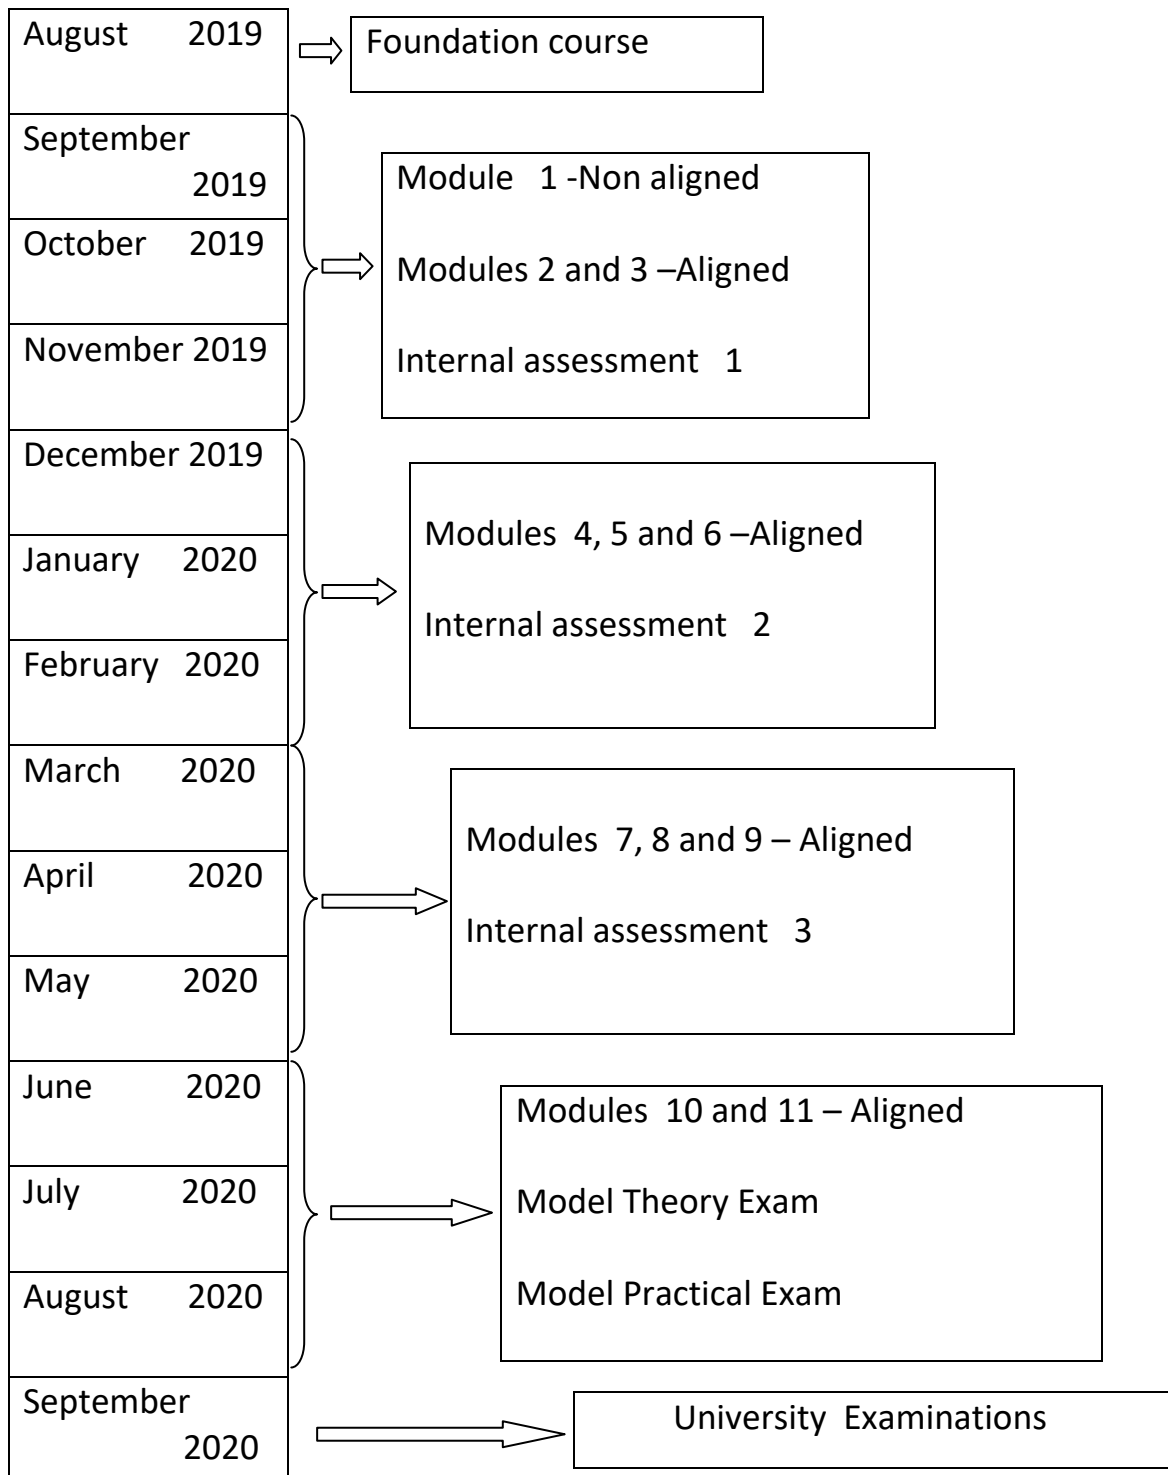 August 2019
Foundation course
September
2019
October 2019
November 2019
Module 1 -Non aligned
Modules 2 and 3 –Aligned
Internal assessment 1
December 2019
January 2020
February 2020
Modules 4, 5 and 6 –Aligned
Internal assessment 2
March 2020
April 2020
May 2020
Modules 7, 8 and 9 – Aligned
Internal assessment 3
June 2020
July 2020
August 2020
Modules 10 and 11 – Aligned
Model Theory Exam
Model Practical Exam
September
2020
University Examinations